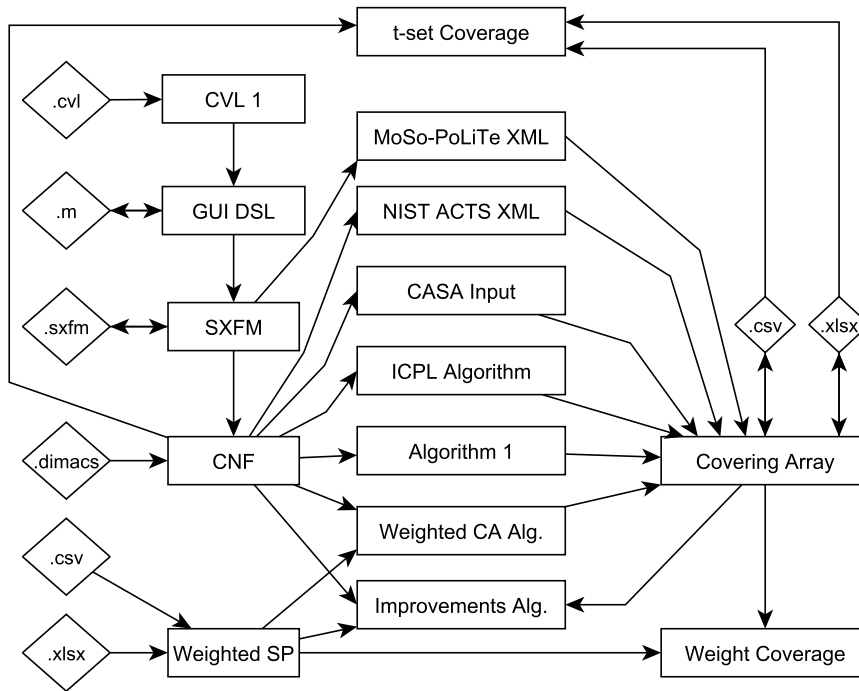 t-set Coverage
.cvl
CVL 1
MoSo-PoLiTe XML
.m
GUI DSL
NIST ACTS XML
CASA Input
.sxfm
SXFM
.csv
.xlsx
ICPL Algorithm
.dimacs
CNF
Algorithm 1
Covering Array
Weighted CA Alg.
.csv
Improvements Alg.
.xlsx
Weighted SP
Weight Coverage